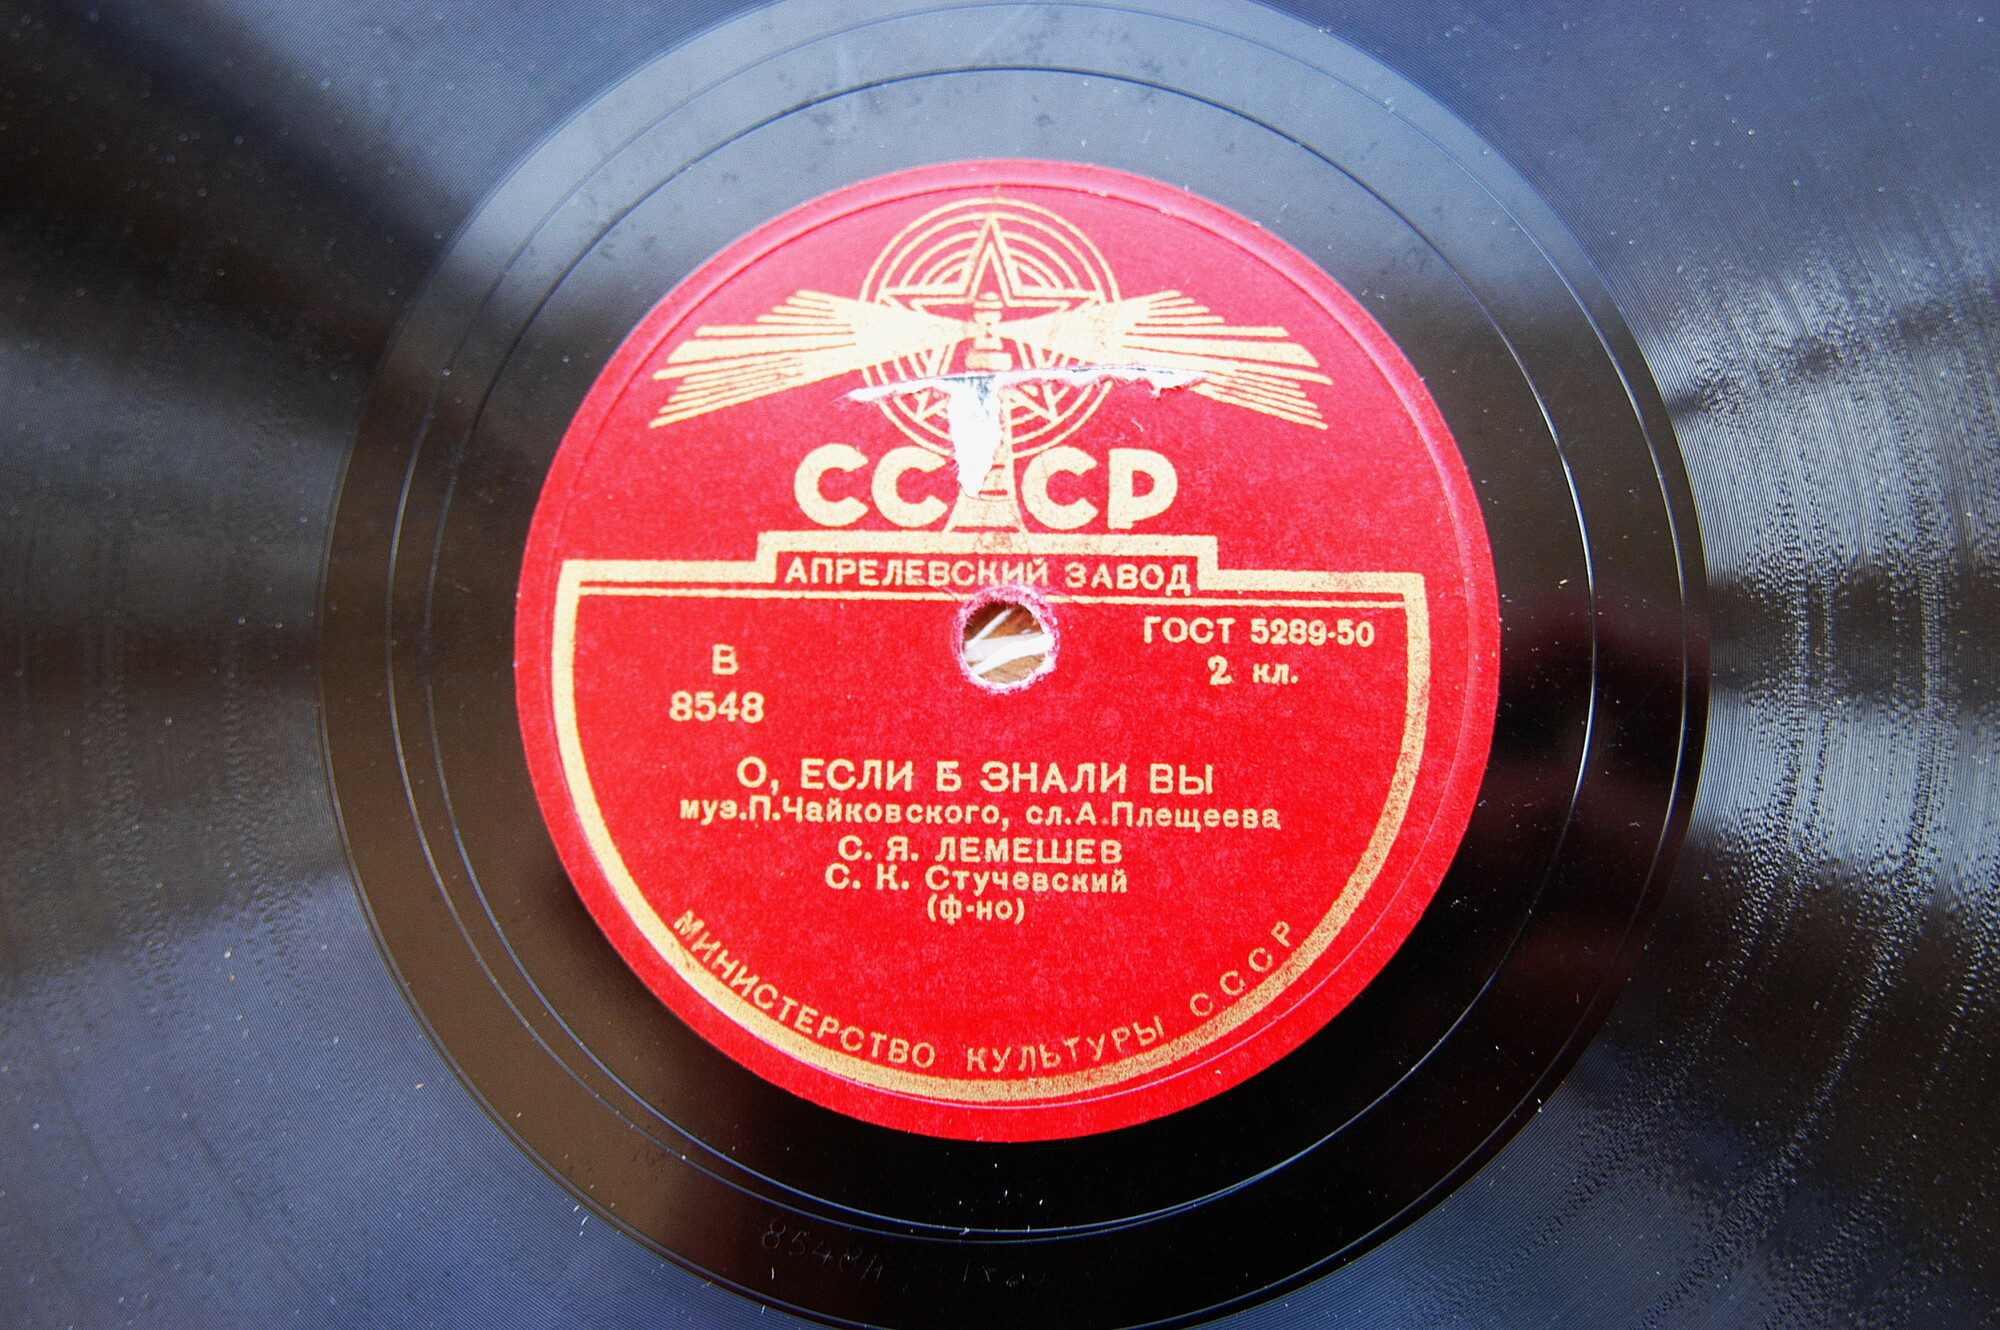 СССР
АПРЕЛЕВСКИЙ ЗАВОД
ГОСТ 5289-50
2 кл.
В
8548
О, ЕСЛИ Б ЗНАЛИ ВЫ
муз.П.Чайковского, сл.А.Плещеева
С. Я. ЛЕМЕШЕВ
С. К. Стучевский
(ф-но)
МИНИСТЕРСТВО КУЛЬТУРЫ СССР